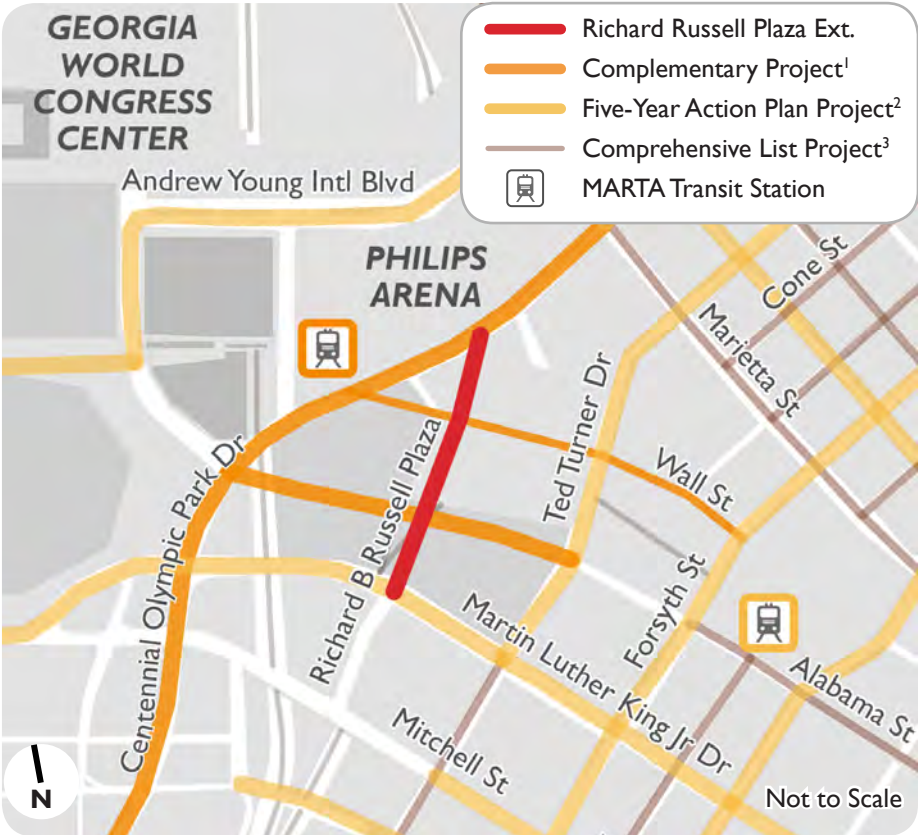 GEORGIA
WORLD
CONGRESS
CENTER
Richard Russell Plaza Ext.
Complementary Project¹
Five-Year Action Plan Project²
Comprehensive List Project³
MARTA Transit Station
Andrew Young Intl Blvd
PHILIPS
ARENA
Cone St
Marietta St
Ted Turner Dr
Wall St
Centennial Olympic Park Dr
Richard B Russell Plaza
Forsyth St
Martin Luther King Jr Dr
Alabama St
Mitchell St
N
Not to Scale